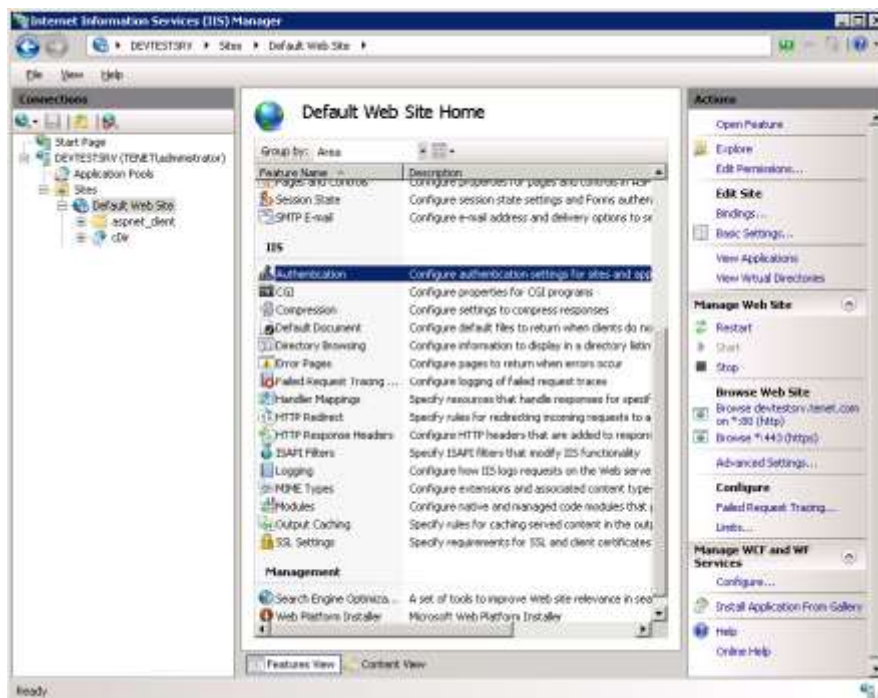 Internet Information Services (IIS) Manager
DEVTESTSRV Sites Default Web Site
File View Help
Connections
Start Page
DEVTESTSRV (TENET\administrator)
Application Pools
Sites
Default Web Site
aspnet_client
cDir
Default Web Site Home
Group by: Area
Feature Name Description
Pages and Controls Configure properties for pages and controls in ASP
Session State Configure session state settings and Forms authen
SMTP E-mail Configure e-mail address and delivery options to se
IIS
Authentication Configure authentication settings for sites and app
CGI Configure properties for CGI programs
Compression Configure settings to compress responses
Default Document Configure default files to return when clients do no
Directory Browsing Configure information to display in a directory listin
Error Pages Configure pages to return when errors occur
Failed Request Tracing ... Configure logging of failed request traces
Handler Mappings Specify resources that handle responses for specif
HTTP Redirect Specify rules for redirecting incoming requests to a
HTTP Response Headers Configure HTTP headers that are added to respon
ISAPI Filters Specify ISAPI filters that modify IIS functionality
Logging Configure how IIS logs requests on the Web serve
MIME Types Configure extensions and associated content type
Modules Configure native and managed code modules that
Output Caching Specify rules for caching served content in the outp
SSL Settings Specify requirements for SSL and client certificates
Management
Search Engine Optimiza... A set of tools to improve Web site relevance in sea
Web Platform Installer Microsoft Web Platform Installer
Features View Content View
Actions
Open Feature
Explore
Edit Permissions...
Edit Site
Bindings...
Basic Settings...
View Applications
View Virtual Directories
Manage Web Site
Restart
Start
Stop
Browse Web Site
Browse devtestsrv.tenet.com
on *:80 (http)
Browse *:443 (https)
Advanced Settings...
Configure
Failed Request Tracing...
Limits...
Manage WCF and WF
Services
Configure...
Install Application From Gallery
Help
Online Help
Ready